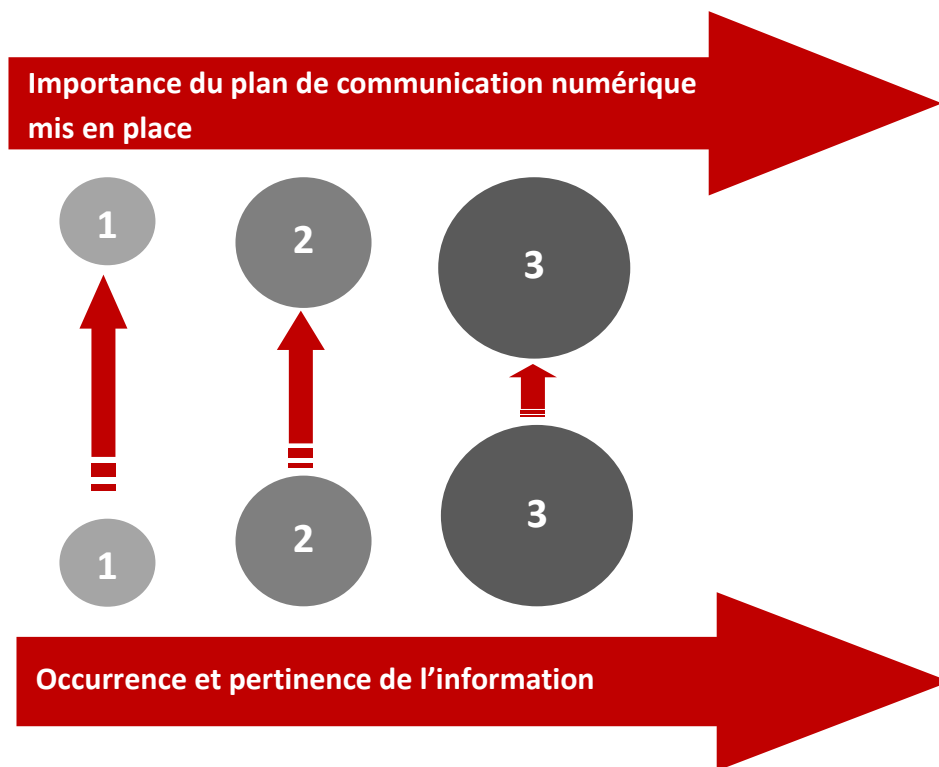 Importance du plan de communication numérique
mis en place
1
2
3
1
2
3
Occurrence et pertinence de l’information